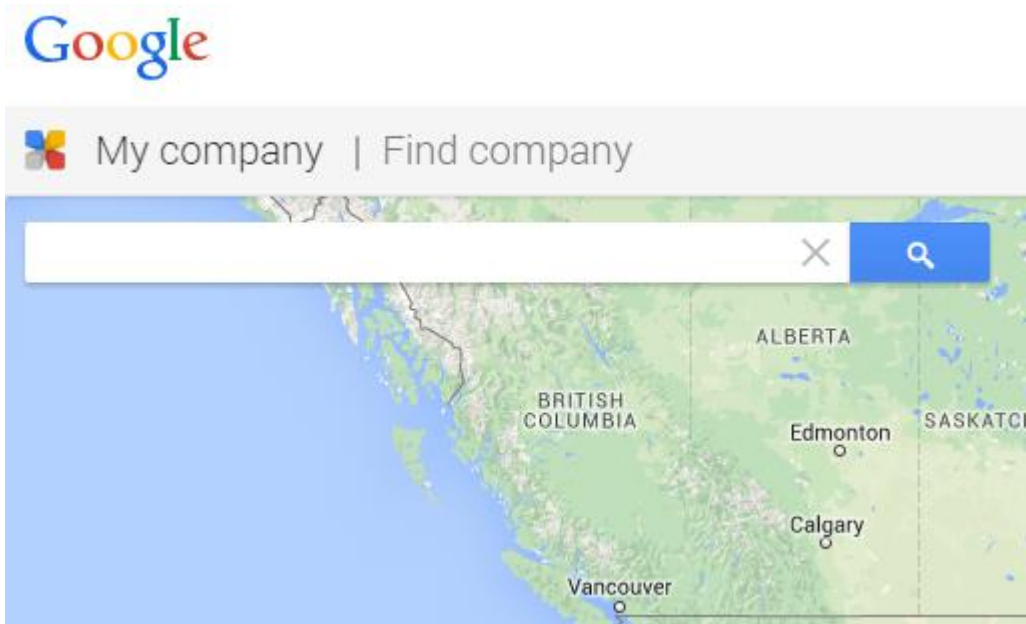 Google
My company | Find company
ALBERTA
BRITISH
COLUMBIA
SASKATC
Edmonton
Calgary
Vancouver